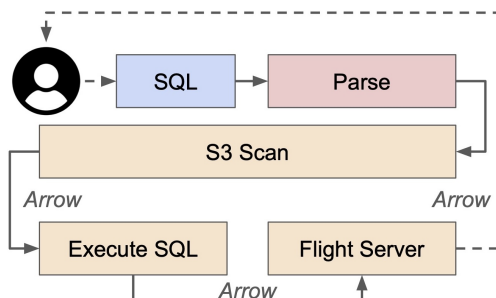 SQL
Parse
S3 Scan
Arrow
Arrow
Execute SQL
Flight Server
Arrow